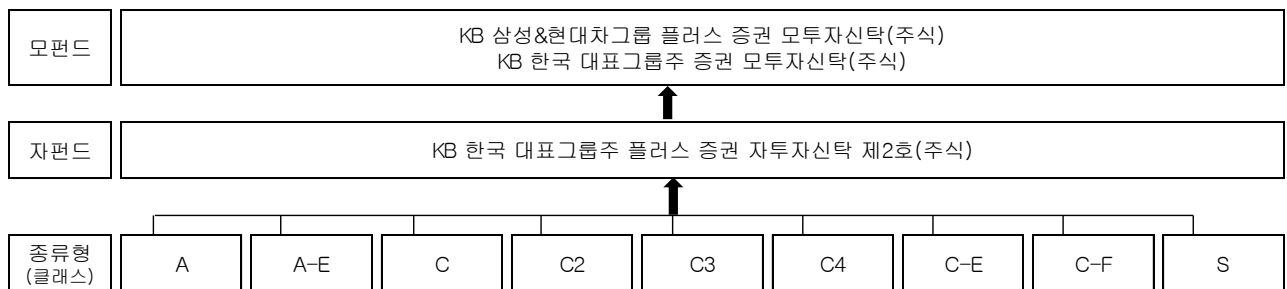 모펀드
KB 삼성&현대차그룹 플러스 증권 모투자신탁(주식)
KB 한국 대표그룹주 증권 모투자신탁(주식)
자펀드
KB 한국 대표그룹주 플러스 증권 자투자신탁 제2호(주식)
종류형
(클래스)
A
A-E
C
C2
C3
C4
C-E
C-F
S